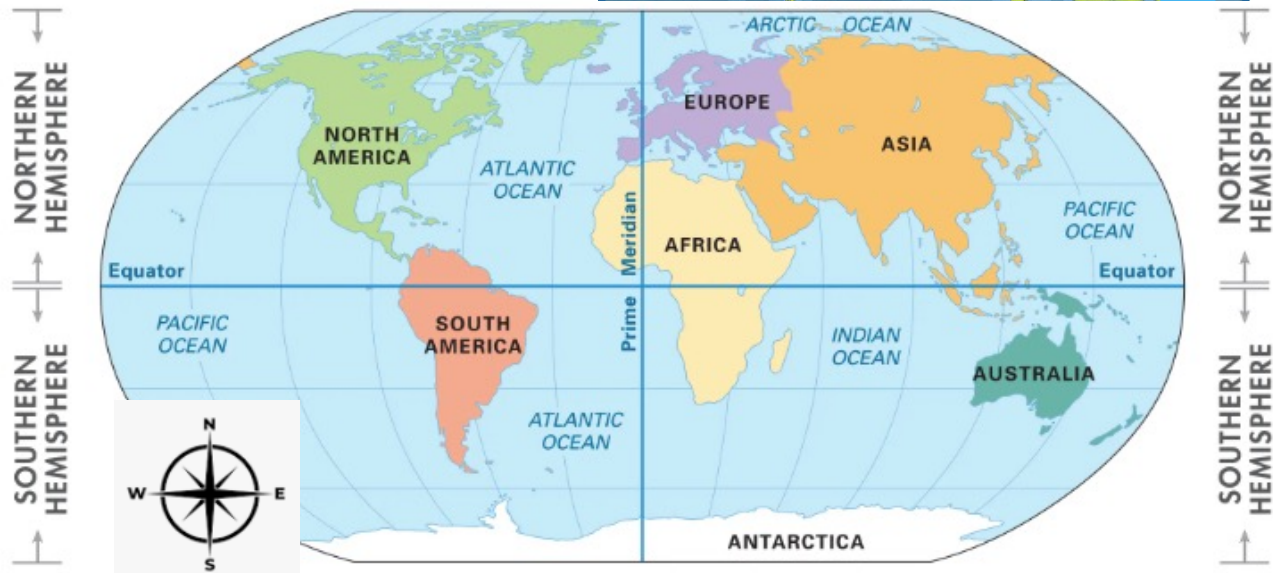 ARCTIC OCEAN
NORTHERN
HEMISPHERE
NORTHERN
HEMISPHERE
EUROPE
NORTH
AMERICA
ASIA
ATLANTIC
OCEAN
PACIFIC
OCEAN
Prime Meridian
AFRICA
Equator
Equator
SOUTHERN
HEMISPHERE
SOUTHERN
HEMISPHERE
PACIFIC
OCEAN
SOUTH
AMERICA
INDIAN
OCEAN
AUSTRALIA
ATLANTIC
OCEAN
N
W
E
S
ANTARCTICA